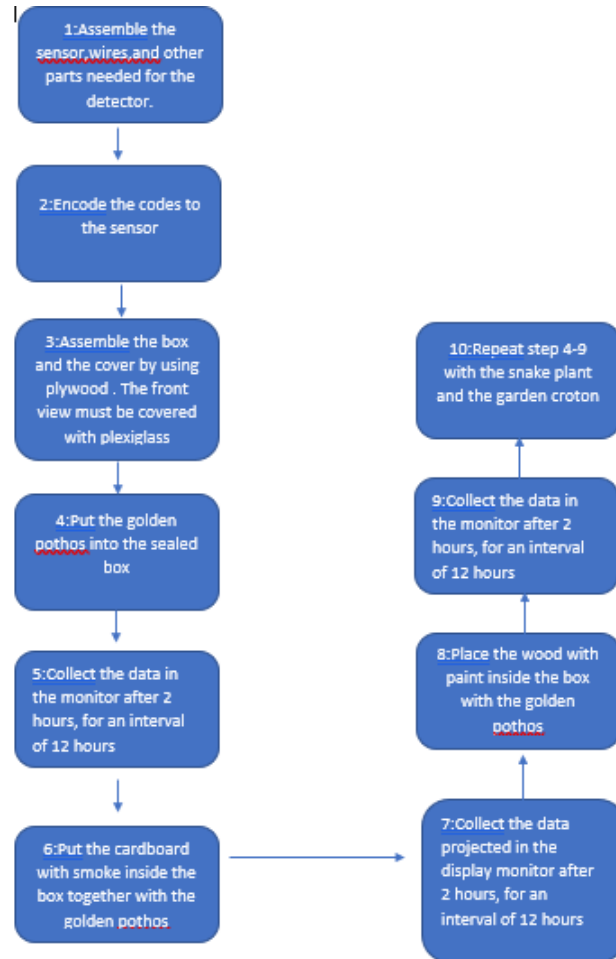 1:Assemble the
sensor,wires,and other
parts needed for the
detector.
2:Encode the codes to
the sensor
3:Assemble the box
and the cover by using
plywood . The front
view must be covered
with plexiglass
4:Put the golden
pothos into the sealed
box
5:Collect the data in
the monitor after 2
hours, for an interval
of 12 hours
6:Put the cardboard
with smoke inside the
box together with the
golden pothos
7:Collect the data
projected in the
display monitor after
2 hours, for an
interval of 12 hours
8:Place the wood with
paint inside the box
with the golden
pothos
9:Collect the data in
the monitor after 2
hours, for an interval
of 12 hours
10:Repeat step 4-9
with the snake plant
and the garden croton